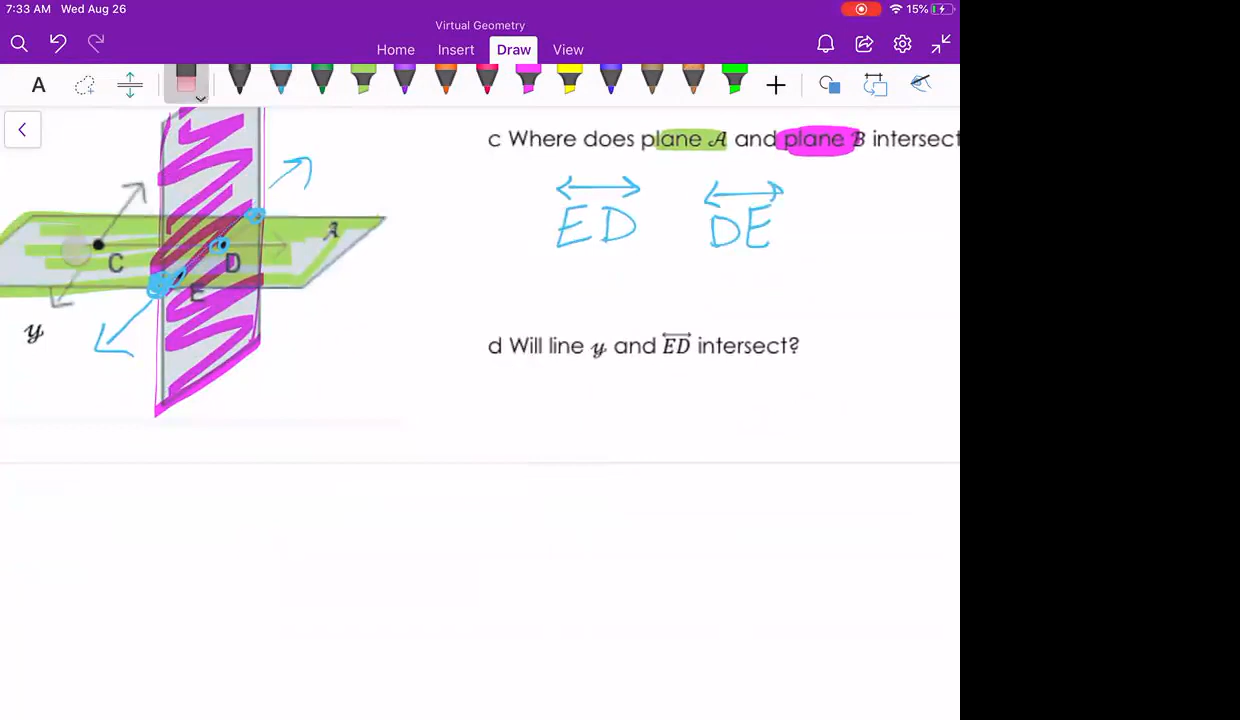 7:33 AM Wed Aug 26
15%
Virtual Geometry
Home Insert Draw View
A
c Where does plane A and plane B intersect
ED DE
A
C
D
E
y
d Will line y and ED intersect?